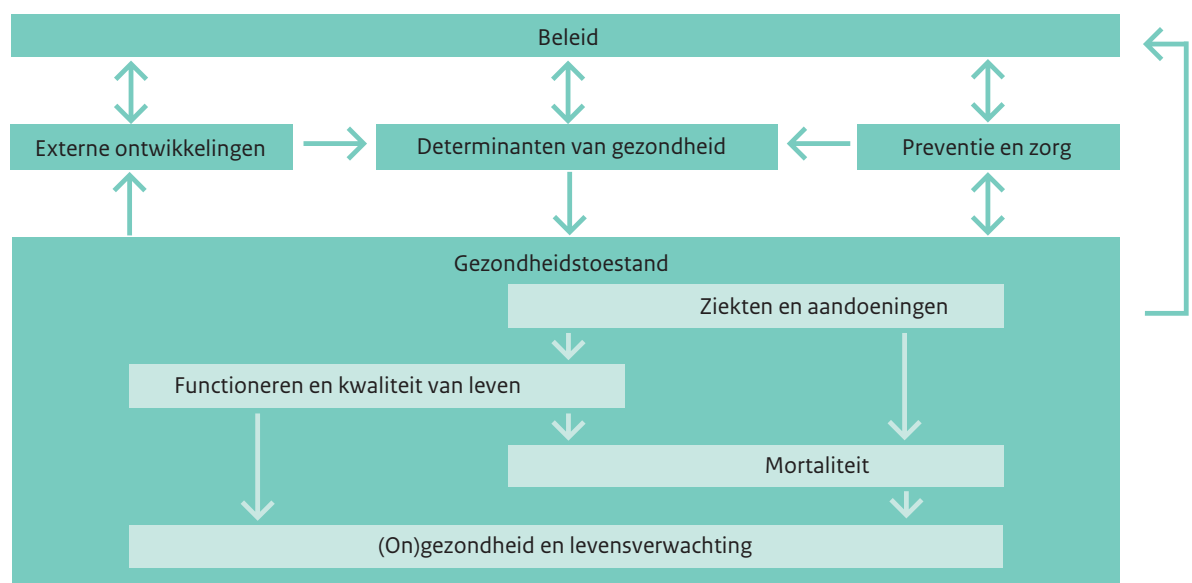 Beleid
Externe ontwikkelingen
Determinanten van gezondheid
Preventie en zorg
Gezondheidstoestand
Ziekten en aandoeningen
Functioneren en kwaliteit van leven
Mortaliteit
(On)gezondheid en levensverwachting